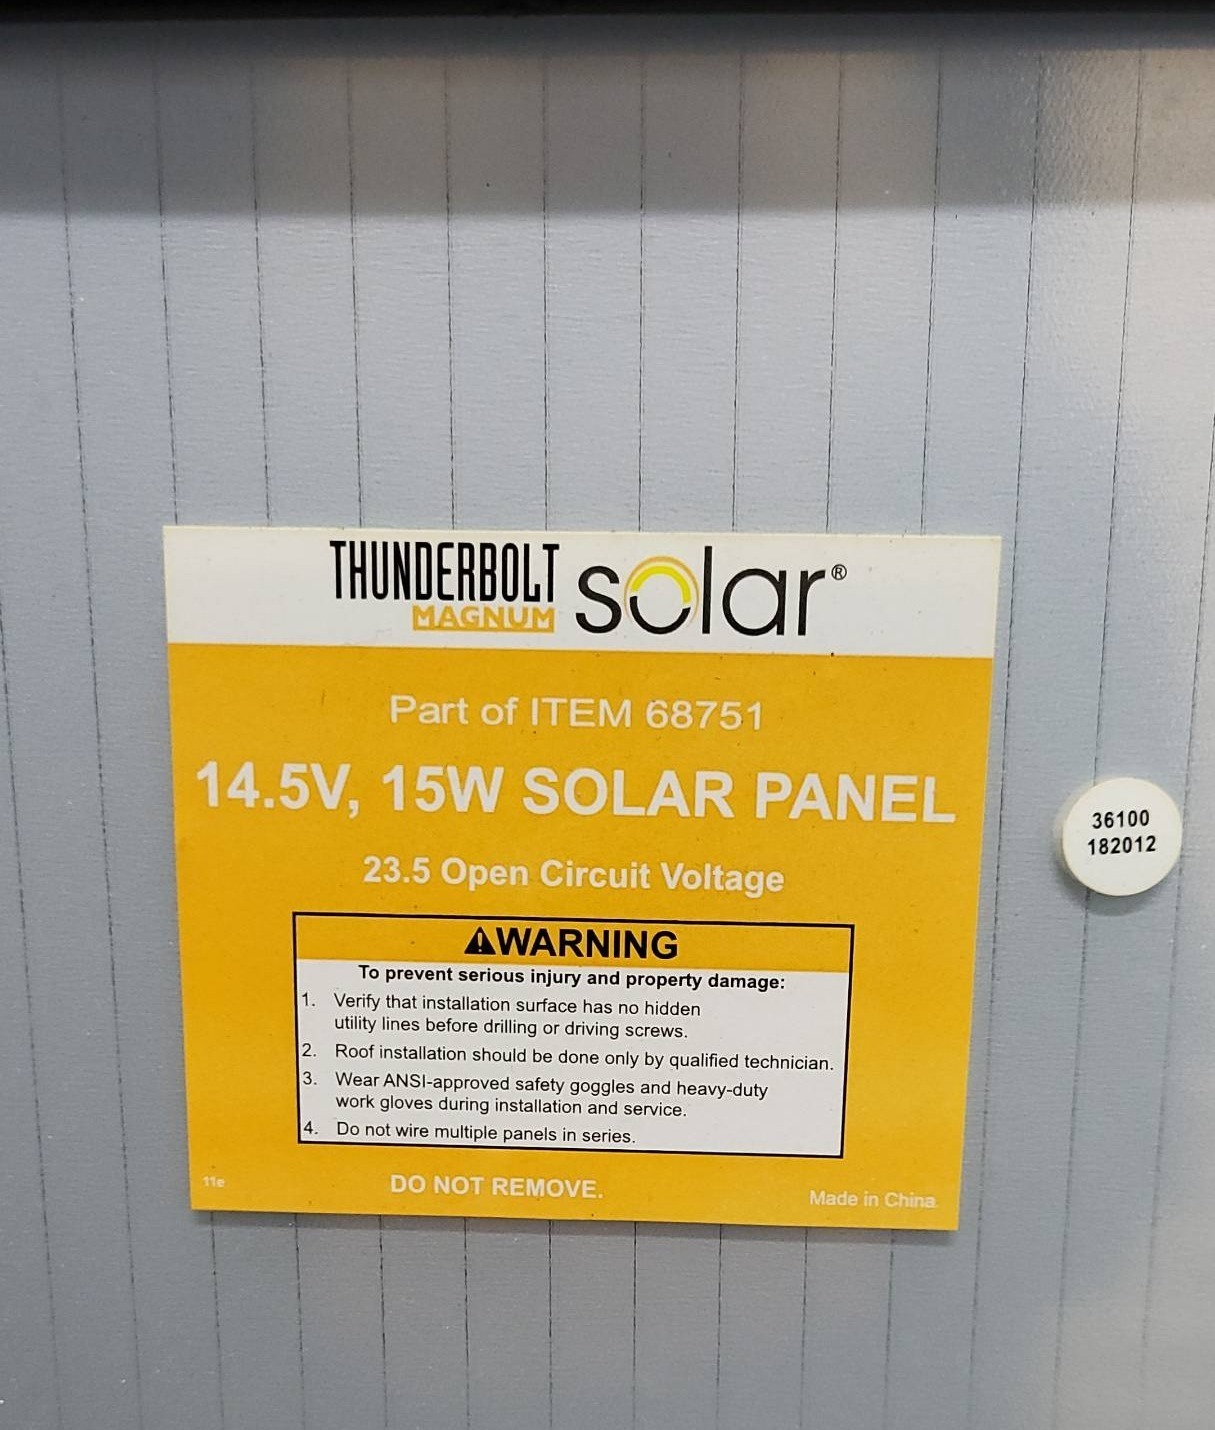 THUNDERBOLT
MAGNUM
solar®
Part of ITEM 68751
14.5V, 15W SOLAR PANEL
23.5 Open Circuit Voltage
⚠WARNING
To prevent serious injury and property damage:
1. Verify that installation surface has no hidden
utility lines before drilling or driving screws.
2. Roof installation should be done only by qualified technician.
3. Wear ANSI-approved safety goggles and heavy-duty
work gloves during installation and service.
4. Do not wire multiple panels in series.
11e
DO NOT REMOVE.
Made in China
36100
182012